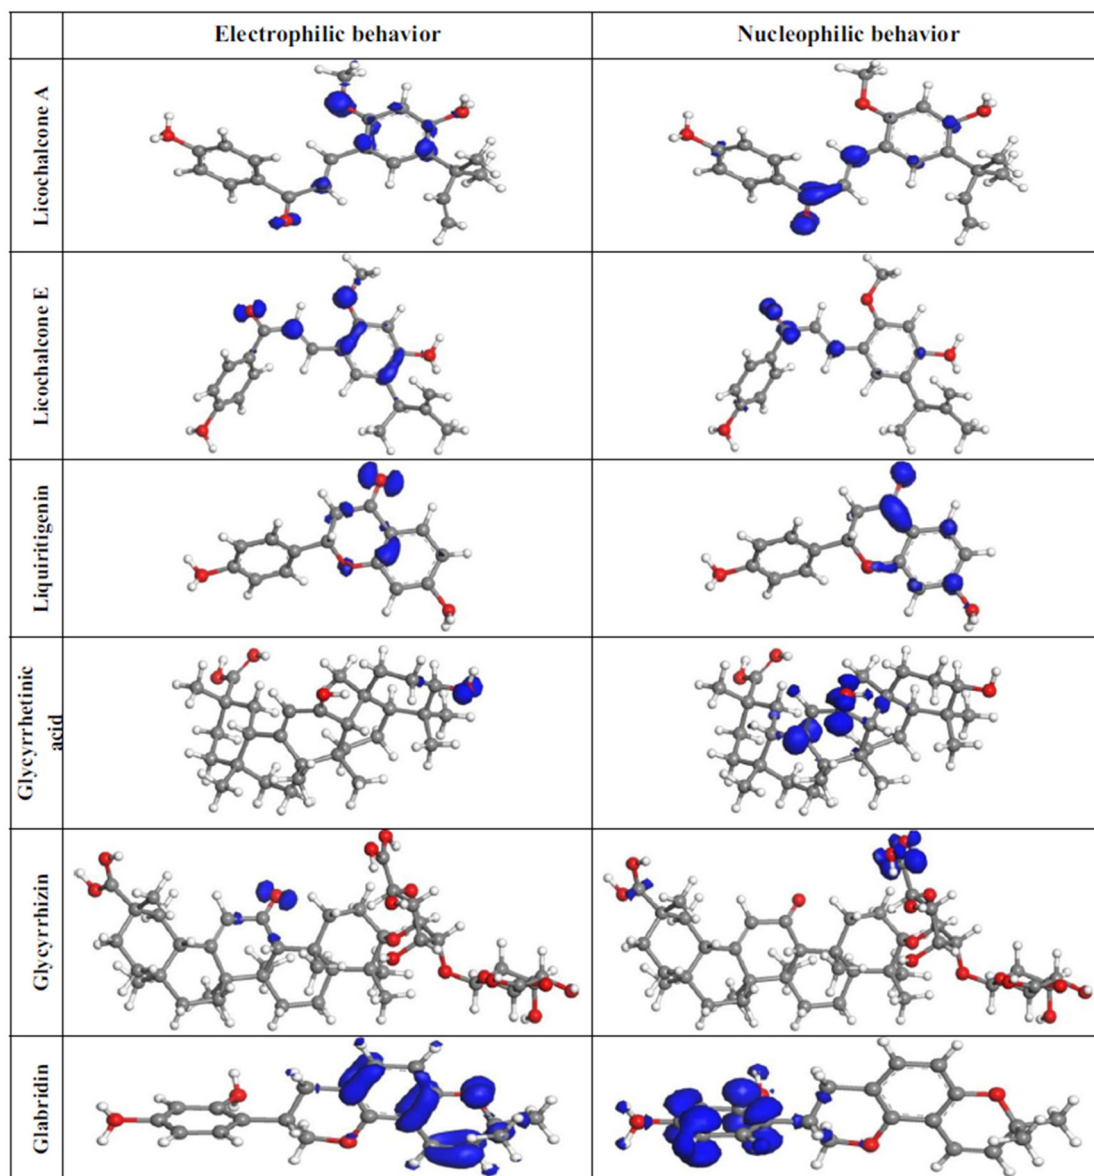 Electrophilic behavior
Nucleophilic behavior
Licochalcone A
Licochalcone E
Liquiritigenin
Glycyrrhetinic
acid
Glycyrrhizin
Glabridin